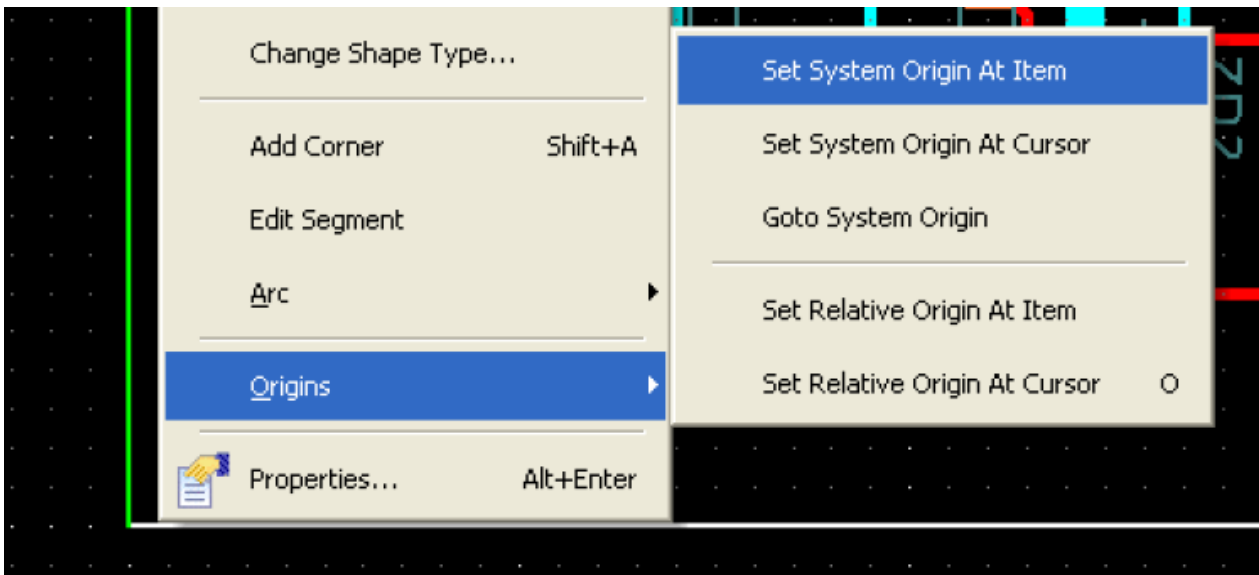 Change Shape Type...
Add Corner Shift+A
Edit Segment
Arc
Origins
Properties... Alt+Enter
Set System Origin At Item
Set System Origin At Cursor
Goto System Origin
Set Relative Origin At Item
Set Relative Origin At Cursor O
ZD2